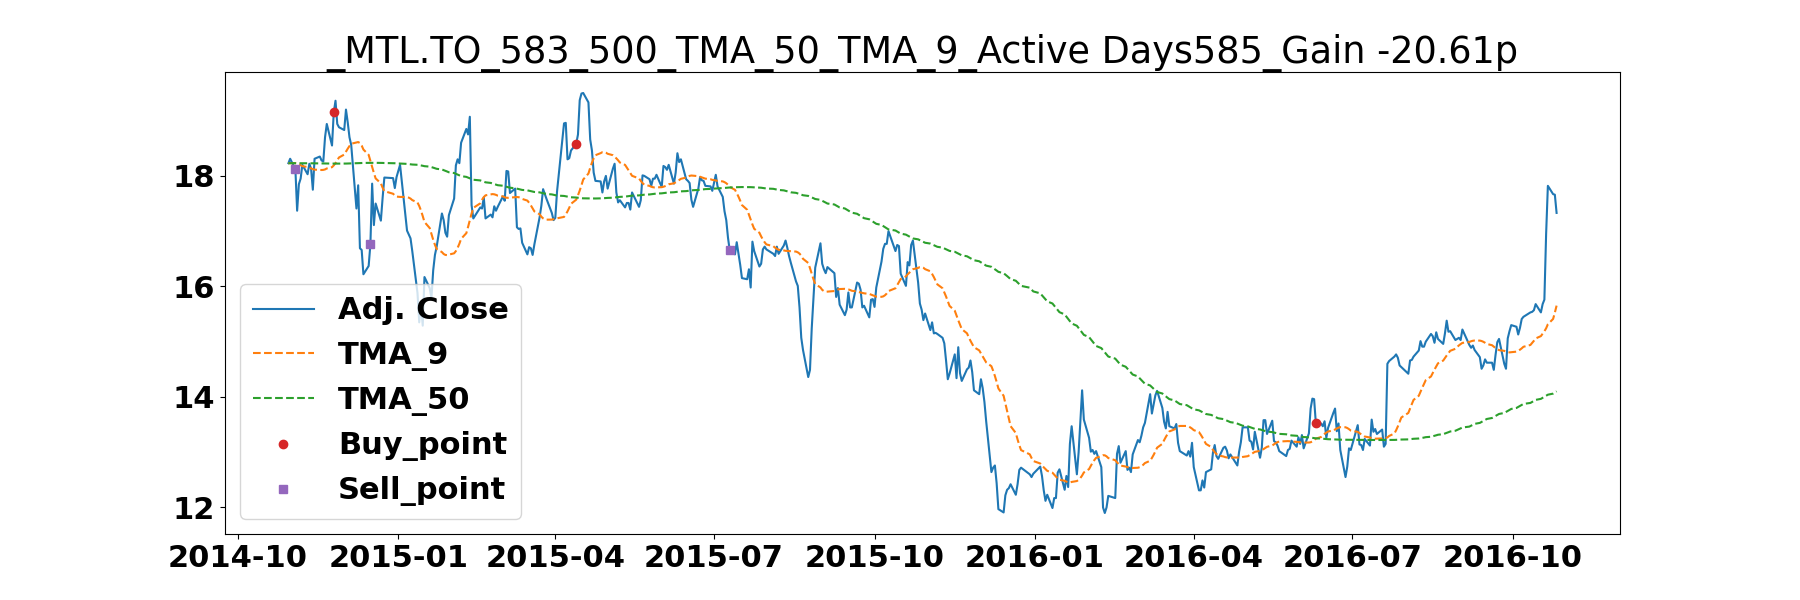 _MTL.TO_583_500_TMA_50_TMA_9_Active Days585_Gain -20.61p
18
16
14
12
Adj. Close
TMA_9
TMA_50
Buy_point
Sell_point
2014-10 2015-01 2015-04 2015-07 2015-10 2016-01 2016-04 2016-07 2016-10